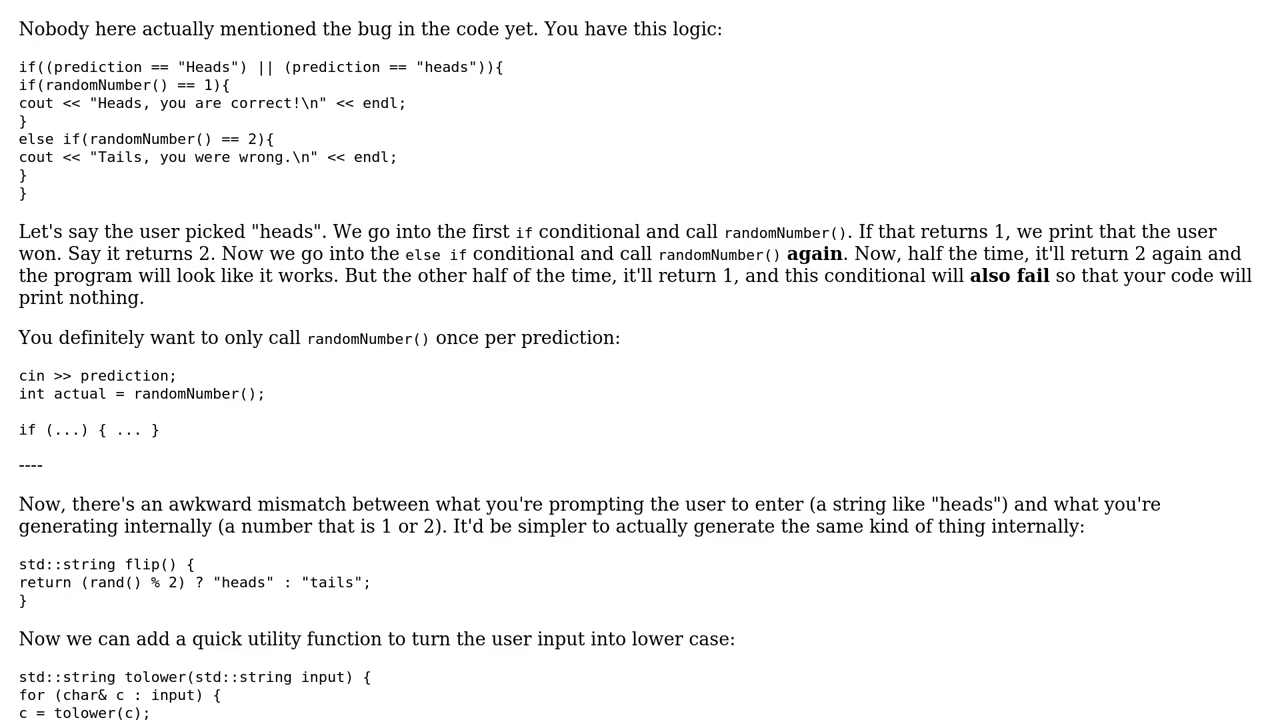 Nobody here actually mentioned the bug in the code yet. You have this logic:
if((prediction == "Heads") || (prediction == "heads")){
if(randomNumber() == 1){
cout << "Heads, you are correct!\n" << endl;
}
else if(randomNumber() == 2){
cout << "Tails, you were wrong.\n" << endl;
}
}
Let's say the user picked "heads". We go into the first if conditional and call randomNumber(). If that returns 1, we print that the user
won. Say it returns 2. Now we go into the else if conditional and call randomNumber() again. Now, half the time, it'll return 2 again and
the program will look like it works. But the other half of the time, it'll return 1, and this conditional will also fail so that your code will
print nothing.
You definitely want to only call randomNumber() once per prediction:
cin >> prediction;
int actual = randomNumber();
if (...) { ... }
----
Now, there's an awkward mismatch between what you're prompting the user to enter (a string like "heads") and what you're
generating internally (a number that is 1 or 2). It'd be simpler to actually generate the same kind of thing internally:
std::string flip() {
return (rand() % 2) ? "heads" : "tails";
}
Now we can add a quick utility function to turn the user input into lower case:
std::string tolower(std::string input) {
for (char& c : input) {
c = tolower(c);